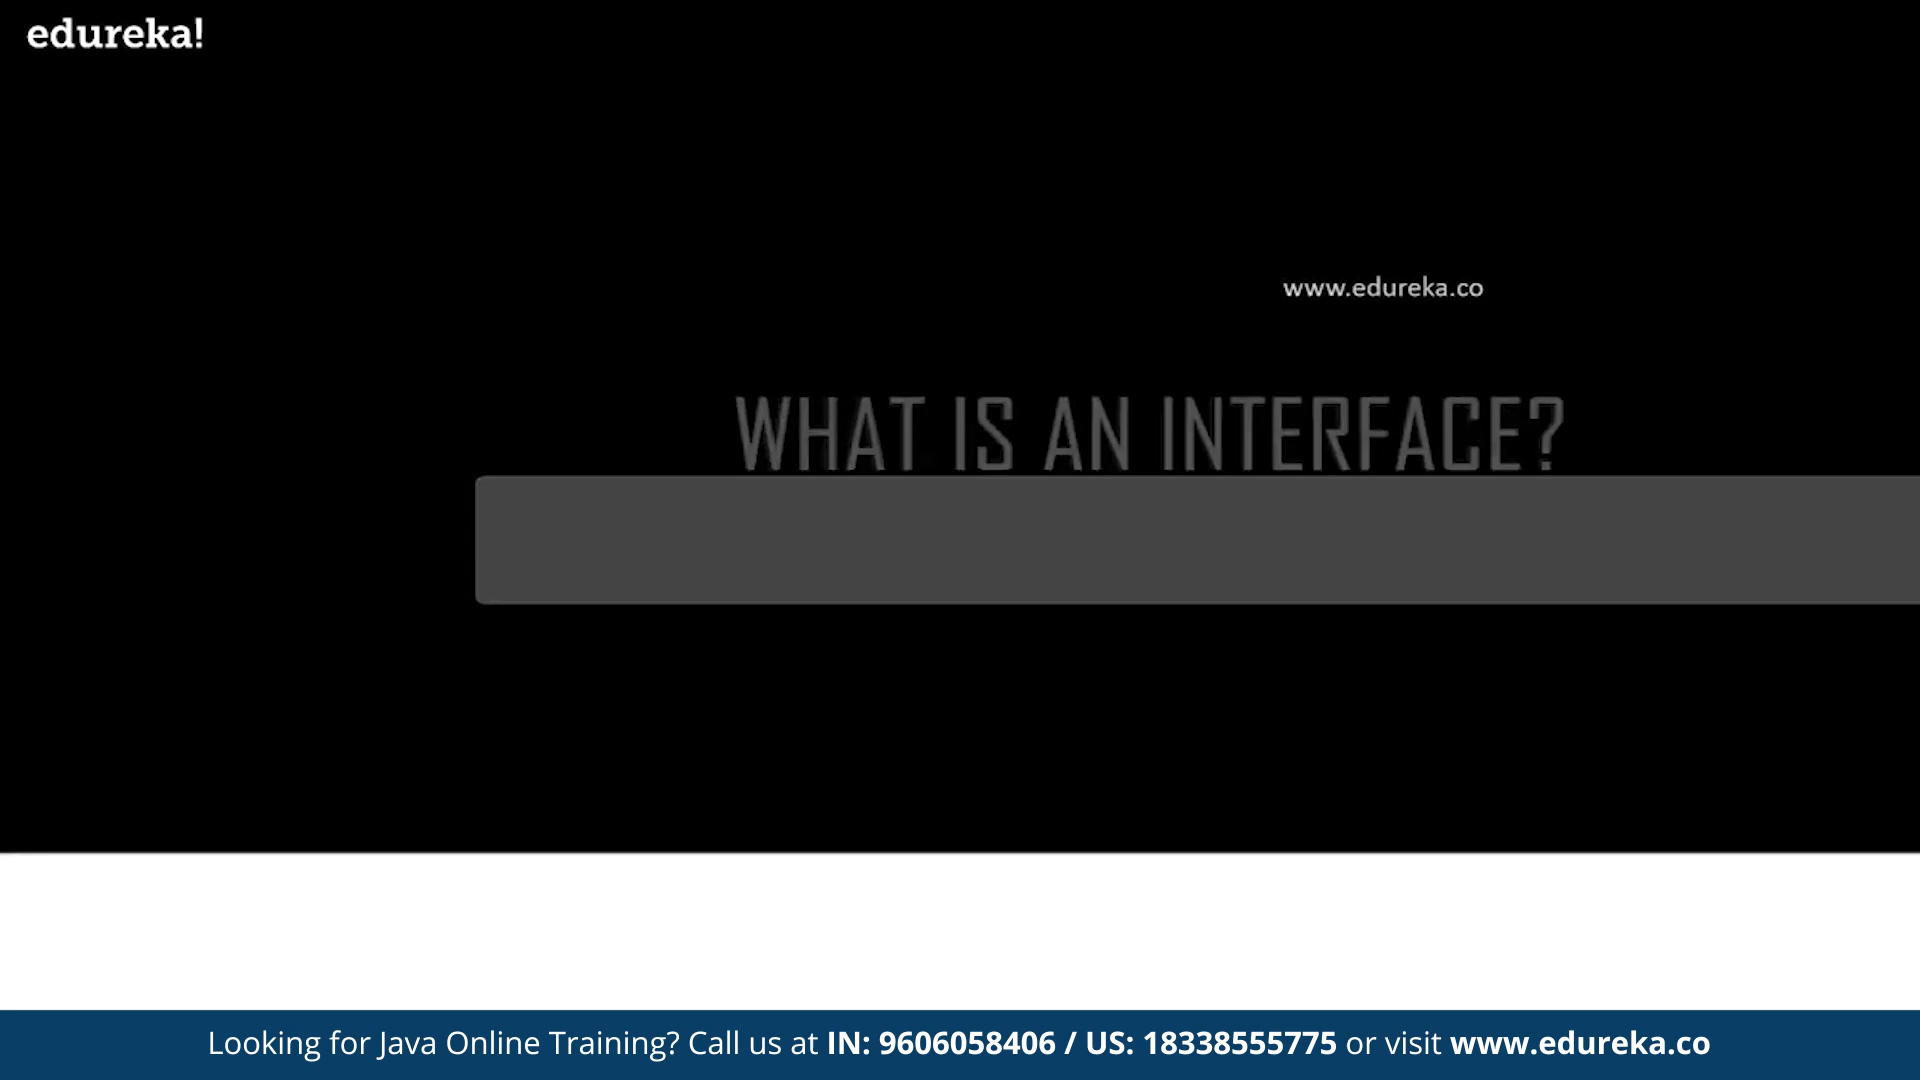 edureka!
www.edureka.co
WHAT IS AN INTERFACE?
Looking for Java Online Training? Call us at IN: 9606058406 / US: 18338555775 or visit www.edureka.co